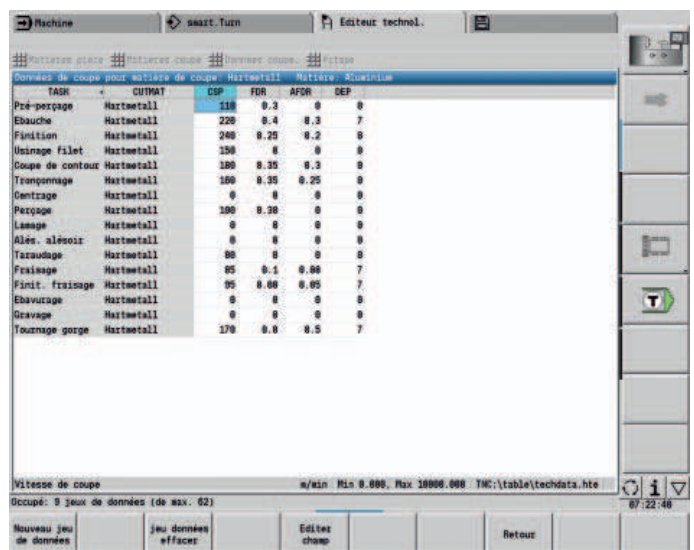 Machine smart.Turn Editeur technol.
Matières pièce Matières coupe Données coupe.
Données de coupe pour matière de coupe: Hartmetall Matière: Aluminium
TASK CUTMAT CSP FDR AFDR DEP
Pré-perçage Hartmetall 110 0.3 0 0
Ebauche Hartmetall 220 0.4 0.3 7
Finition Hartmetall 240 0.25 0.2 0
Usinage filet Hartmetall 150 0 0 0
Coupe de contour Hartmetall 180 0.35 0.3 0
Tronçonnage Hartmetall 160 0.35 0.25 0
Centrage Hartmetall 0 0 0 0
Perçage Hartmetall 100 0.38 0 0
Lamage Hartmetall 0 0 0 0
Alés. alésoir Hartmetall 0 0 0 0
Taraudage Hartmetall 80 0 0 0
Fraisage Hartmetall 85 0.1 0.08 7
Finit. fraisage Hartmetall 95 0.08 0.05 7
Ebavurage Hartmetall 0 0 0 0
Gravage Hartmetall 0 0 0 0
Tournage gorge Hartmetall 170 0.8 0.5 7
Vitesse de coupe m/min Min 0.000, Max 10000.000 TNC:\table\techdata.hte
Occupé: 9 jeux de données (de max. 62)
07:22:46
Nouveau jeu
de données
jeu données
effacer
Editer
champ
Retour
T
i